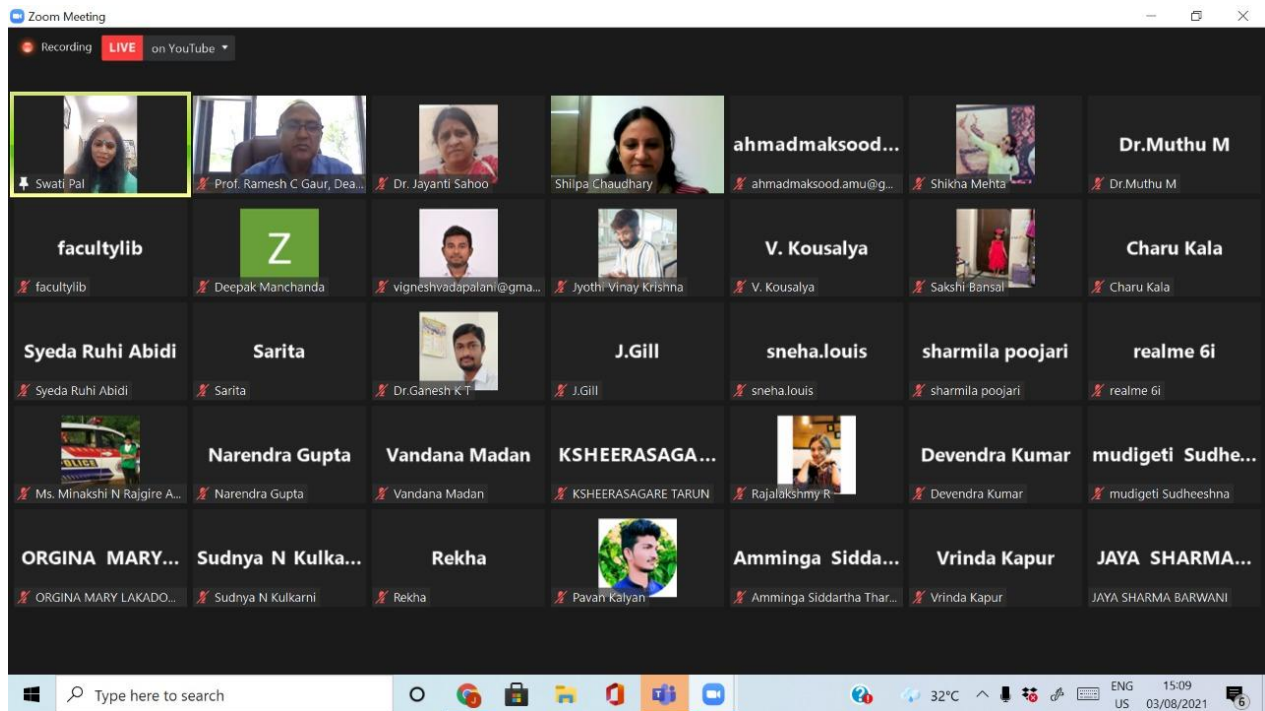 Zoom Meeting
Recording LIVE on YouTube
Swati Pal
Prof. Ramesh C Gaur, Dea...
Dr. Jayanti Sahoo
Shilpa Chaudhary
ahmadmaksood...
ahmadmaksood.amu@g...
Shikha Mehta
Dr.Muthu M
Dr.Muthu M
facultylib
facultylib
Z
Deepak Manchanda
vigneshvadapalani@gma...
Jyothi Vinay Krishna
V. Kousalya
V. Kousalya
Sakshi Bansal
Charu Kala
Charu Kala
Syeda Ruhi Abidi
Syeda Ruhi Abidi
Sarita
Sarita
Dr.Ganesh K T
J.Gill
J.Gill
sneha.louis
sneha.louis
sharmila poojari
sharmila poojari
realme 6i
realme 6i
POLICE
Ms. Minakshi N Rajgire A...
Narendra Gupta
Narendra Gupta
Vandana Madan
Vandana Madan
KSHEERASAGA...
KSHEERASAGARE TARUN
Rajalakshmy R
Devendra Kumar
Devendra Kumar
mudigeti Sudhe...
mudigeti Sudheeshna
ORGINA MARY...
ORGINA MARY LAKADO...
Sudnya N Kulka...
Sudnya N Kulkarni
Rekha
Rekha
Pavan Kalyan
Amminga Sidda...
Amminga Siddartha Thar...
Vrinda Kapur
Vrinda Kapur
JAYA SHARMA...
JAYA SHARMA BARWANI
Type here to search
32°C
ENG
US
15:09
03/08/2021
6